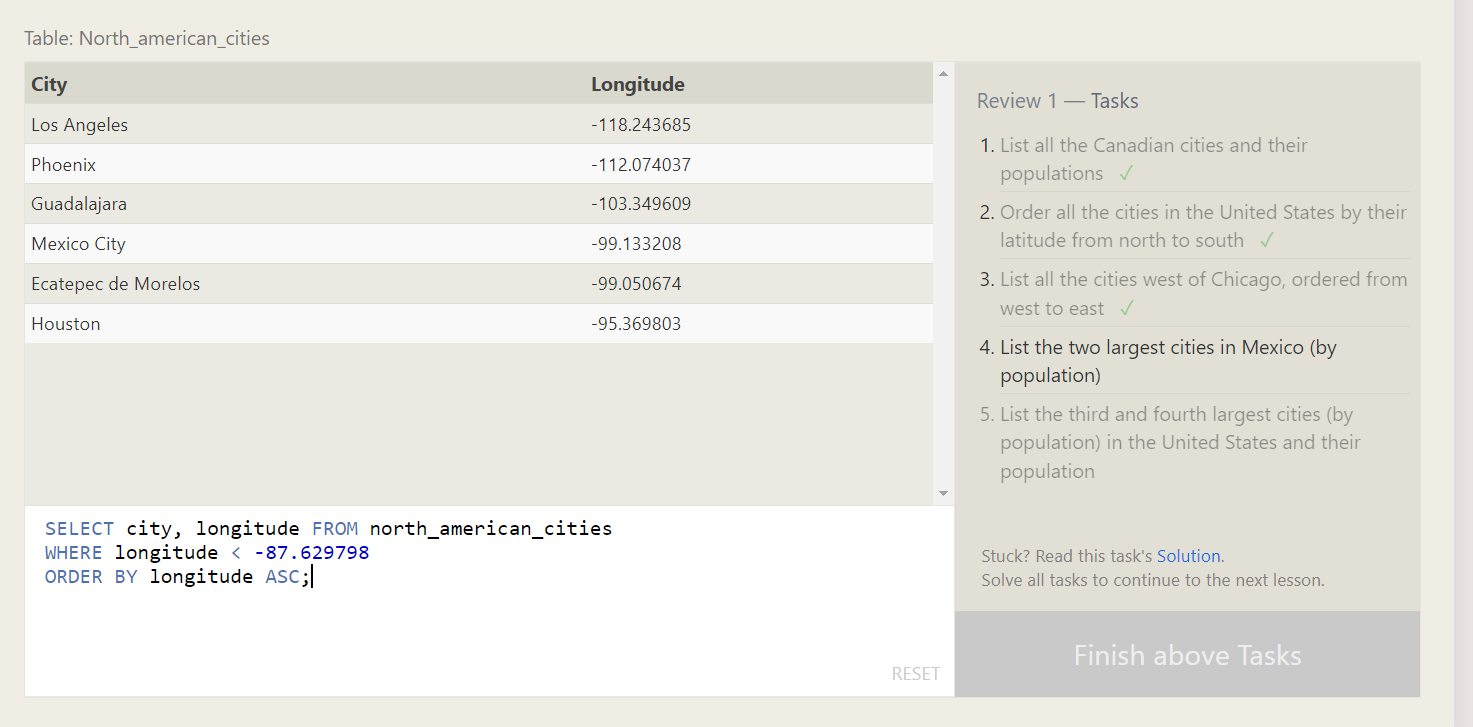 Table: North_american_cities
City Longitude
Los Angeles -118.243685
Phoenix -112.074037
Guadalajara -103.349609
Mexico City -99.133208
Ecatepec de Morelos -99.050674
Houston -95.369803
SELECT city, longitude FROM north_american_cities
WHERE longitude < -87.629798
ORDER BY longitude ASC;
RESET
Review 1 — Tasks
1. List all the Canadian cities and their
populations ✓
2. Order all the cities in the United States by their
latitude from north to south ✓
3. List all the cities west of Chicago, ordered from
west to east ✓
4. List the two largest cities in Mexico (by
population)
5. List the third and fourth largest cities (by
population) in the United States and their
population
Stuck? Read this task's Solution.
Solve all tasks to continue to the next lesson.
Finish above Tasks